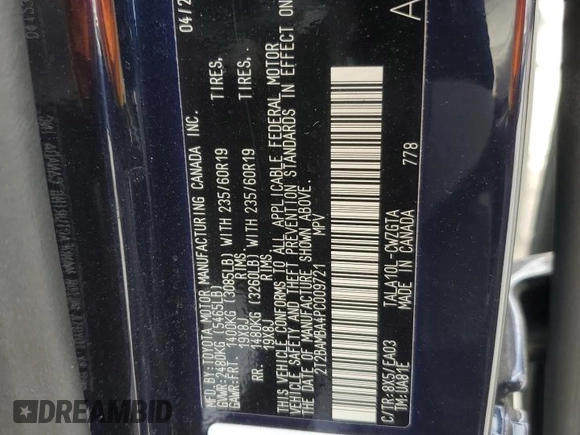 04/2
MFD.BY:TOYOTA MOTOR MANUFACTURING CANADA INC.
GVWR:2480KG(5465LB)
GAWR:FRT. 1400KG(3085LB) WITH 235/60R19 TIRES,
19X8J RIMS
RR. 1480KG(3260LB) WITH 235/60R19 TIRES,
19X8J RIMS
THIS VEHICLE CONFORMS TO ALL APPLICABLE FEDERAL MOTOR
VEHICLE SAFETY AND THEFT PREVENTION STANDARDS IN EFFECT ON
THE DATE OF MANUFACTURE SHOWN ABOVE.
2T2BAMBA4PC009721 MPV
A
C/TR:8X5/EA03 TALA10L-QWZGTA
TM:UA81E MADE IN CANADA 778
DREAMBID